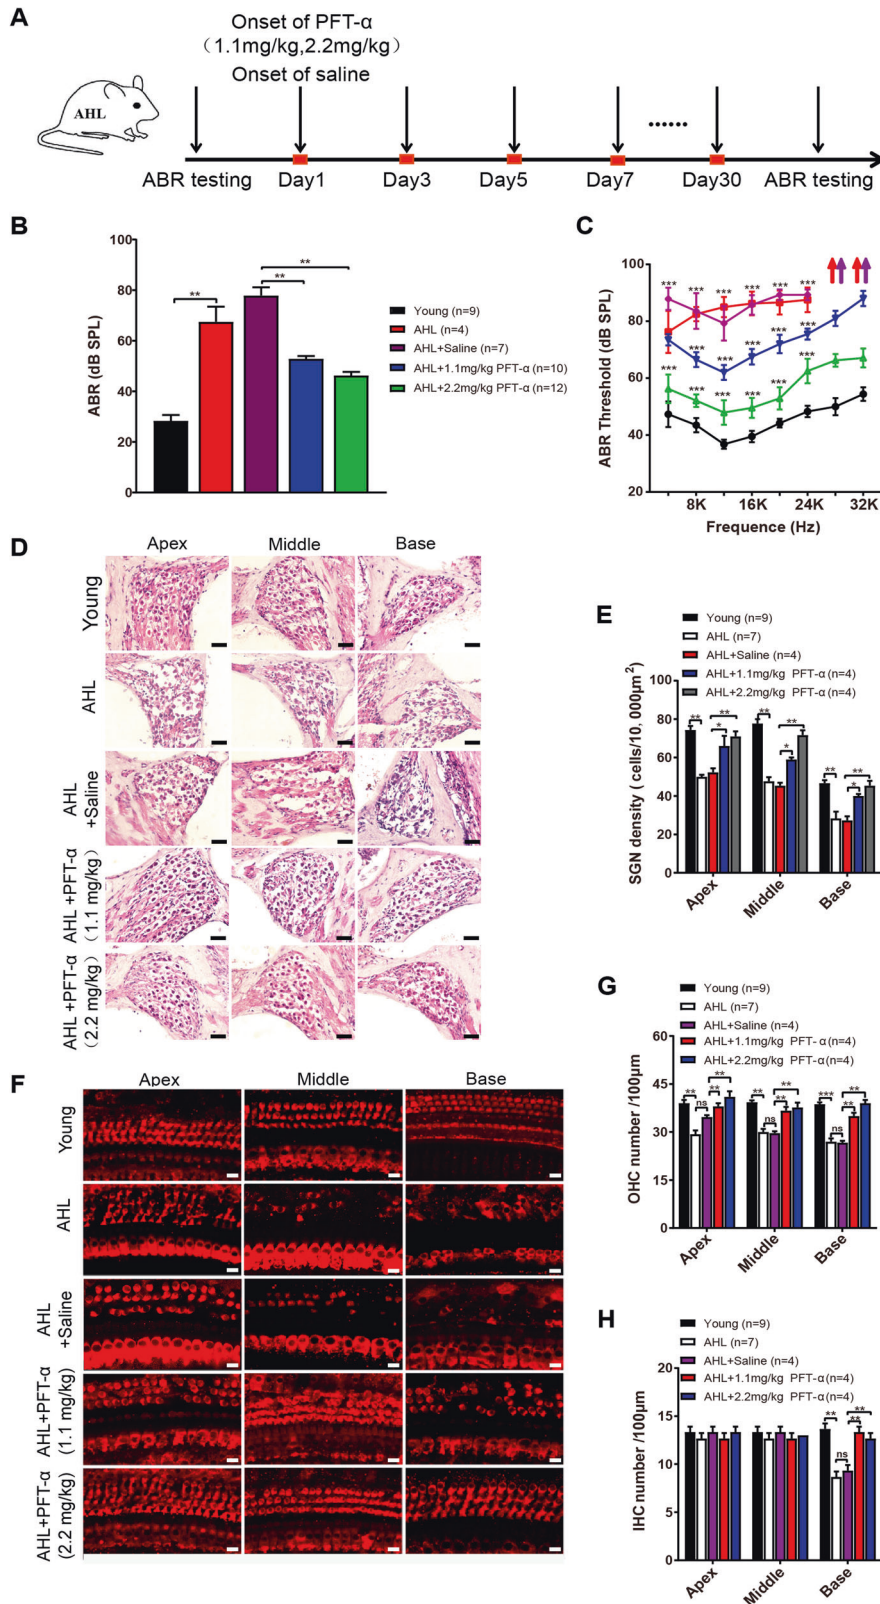 A
Onset of PFT-α
(1.1mg/kg,2.2mg/kg)
Onset of saline
AHL
......
ABR testing
Day1
Day3
Day5
Day7
Day30
ABR testing
B
ABR (dB SPL)
100
80
60
40
20
0
**
**
**
Young (n=9)
AHL (n=4)
AHL+Saline (n=7)
AHL+1.1mg/kg PFT-α (n=10)
AHL+2.2mg/kg PFT-α (n=12)
C
ABR Threshold (dB SPL)
100
80
60
40
20
*** *** *** *** *** ***
*** *** *** *** ***
*** *** *** *** *** ***
8K 16K 24K 32K
Frequence (Hz)
D
Apex Middle Base
Young
AHL
AHL
+Saline
AHL +PFT-α
(1.1 mg/kg)
AHL +PFT-α
(2.2 mg/kg)
E
Young (n=9)
AHL (n=7)
AHL+Saline (n=4)
AHL+1.1mg/kg PFT-α(n=4)
AHL+2.2mg/kg PFT-α(n=4)
SGN density ( cells/10, 000μm²)
100
80
60
40
20
0
** * **
** * **
** * **
Apex
Middle
Base
F
Apex Middle Base
Young
AHL
AHL
+Saline
AHL+PFT-α
(1.1 mg/kg)
AHL+PFT-α
(2.2 mg/kg)
G
Young (n=9)
AHL (n=7)
AHL+Saline (n=4)
AHL+1.1mg/kg PFT-α(n=4)
AHL+2.2mg/kg PFT-α(n=4)
OHC number /100μm
60
45
30
15
0
** ns ** **
** ns ** **
*** ns ** **
Apex
Middle
Base
H
Young (n=9)
AHL (n=7)
AHL+Saline (n=4)
AHL+1.1mg/kg PFT-α(n=4)
AHL+2.2mg/kg PFT-α(n=4)
IHC number /100μm
20
15
10
5
0
** ns ** **
Apex
Middle
Base